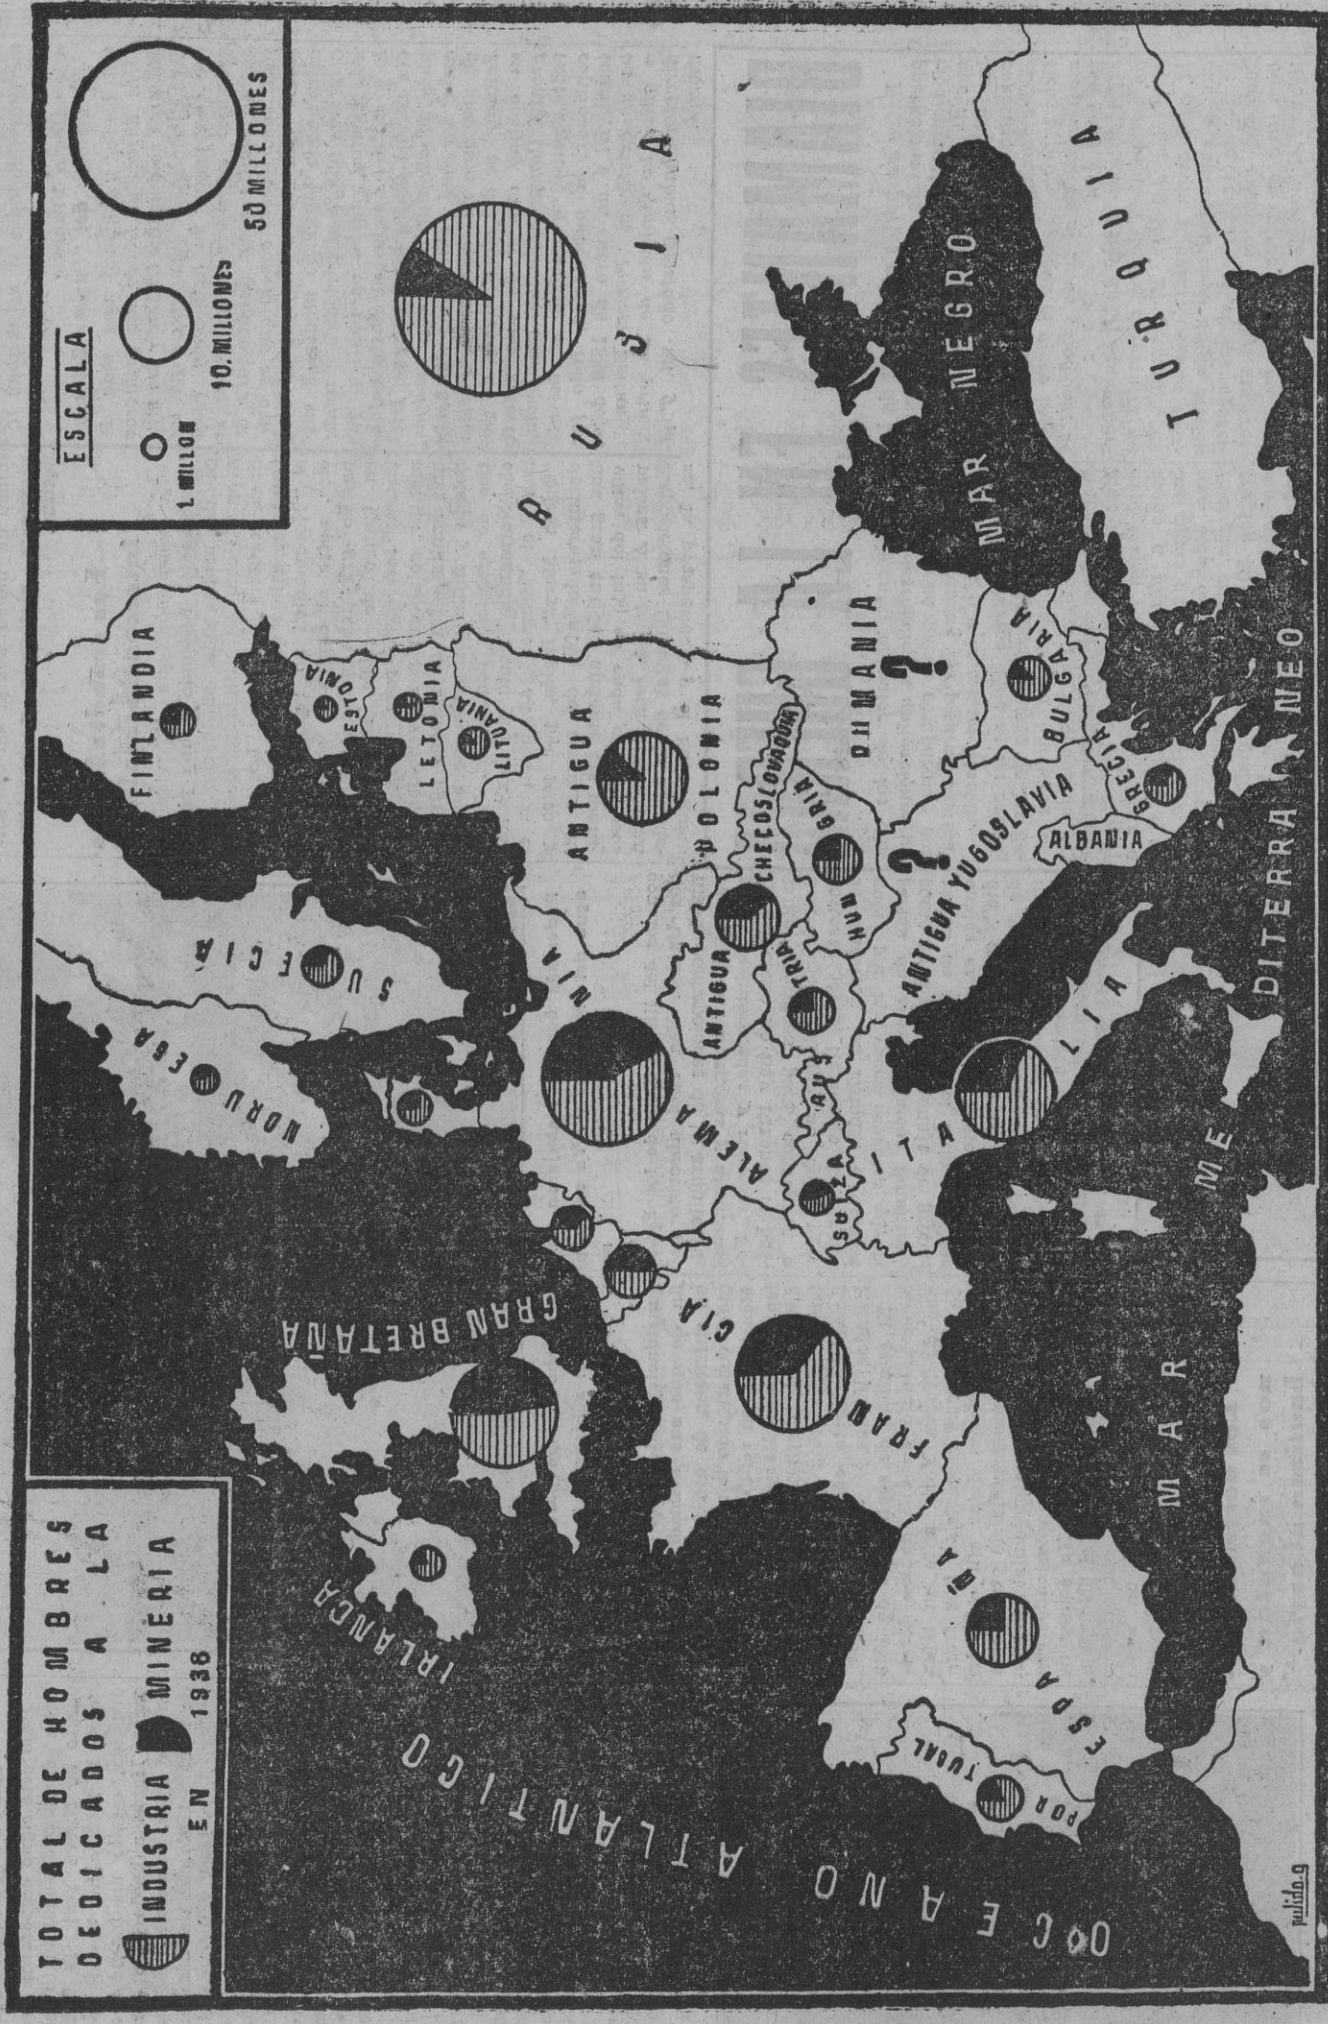 TOTAL DE HOMBRES
DEDICADOS A LA
INDUSTRIA MINERIA
EN 1936
ESCALA
1. MILLON
10. MILLONES
50 MILLONES
NORUEGA
SUECIA
FINLANDIA
ESTONIA
LETONIA
LITUANIA
RUSIA
IRLANDA
GRAN BRETAÑA
ALEMANIA
ANTIGUA
POLONIA
ANTIGUA
CHECOSLOVAQUIA
FRANCIA
SUIZA
AUSTRIA
HUNGRIA
RUMANIA
?
ANTIGUA YUGOSLAVIA
?
ITALIA
BULGARIA
ALBANIA
GRECIA
PORTUGAL
ESPAÑA
TURQUIA
MAR NEGRO
OCEANO ATLANTICO
MAR MEDITERRANEO
pulido.g